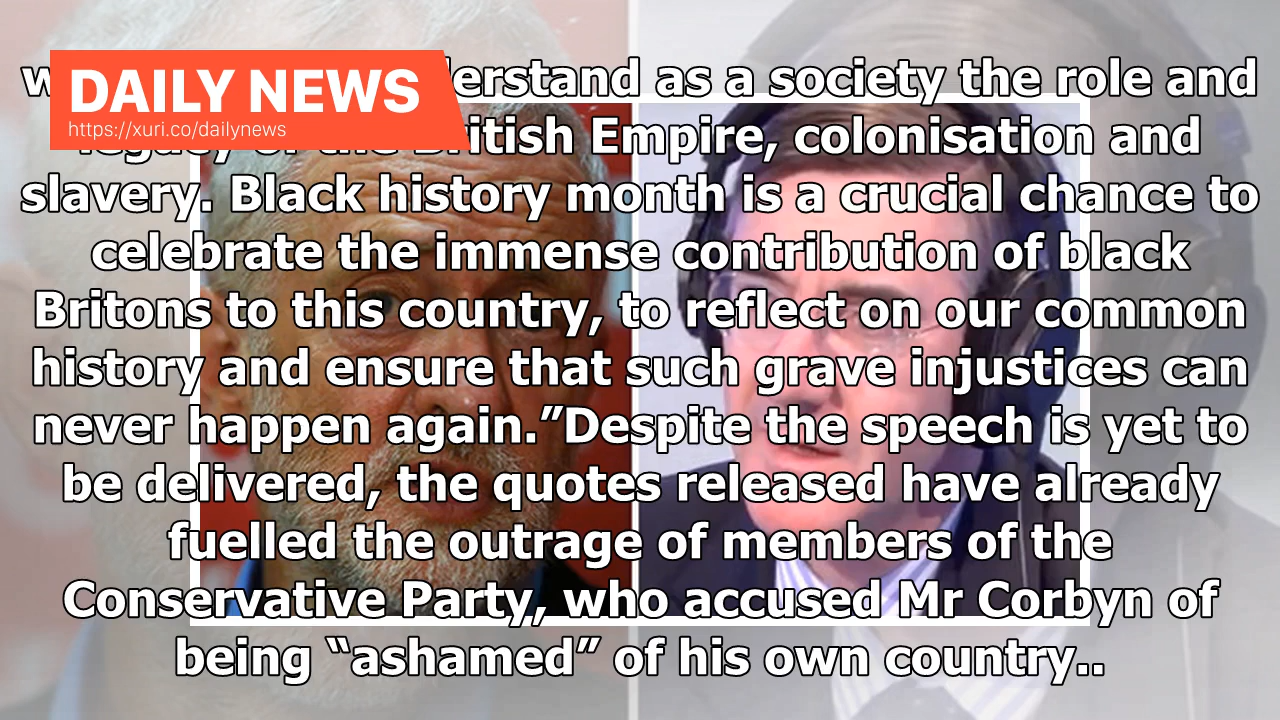 DAILY NEWS
https://xuri.co/dailynews
derstand as a society the role and
British Empire, colonisation and
slavery. Black history month is a crucial chance to
celebrate the immense contribution of black
Britons to this country, to reflect on our common
history and ensure that such grave injustices can
never happen again.”Despite the speech is yet to
be delivered, the quotes released have already
fuelled the outrage of members of the
Conservative Party, who accused Mr Corbyn of
being “ashamed” of his own country..